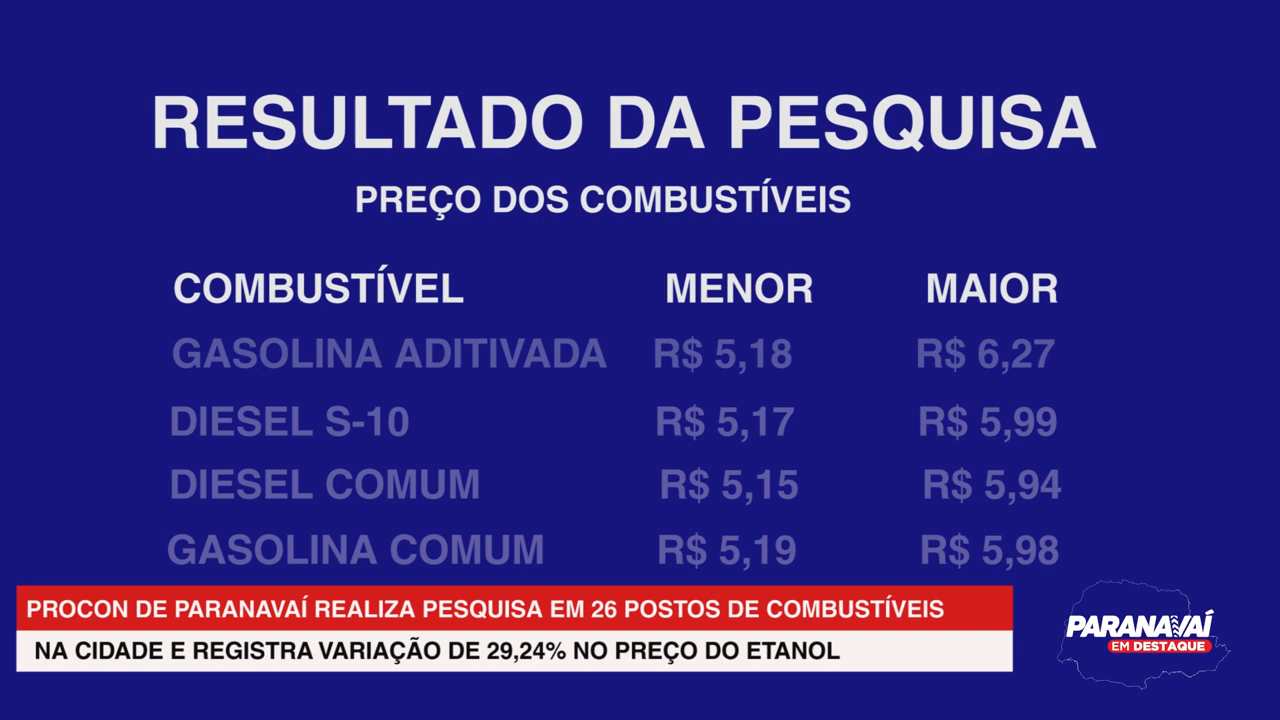 RESULTADO DA PESQUISA
PREÇO DOS COMBUSTÍVEIS
COMBUSTÍVEL MENOR MAIOR
GASOLINA ADITIVADA R$ 5,18 R$ 6,27
DIESEL S-10 R$ 5,17 R$ 5,99
DIESEL COMUM R$ 5,15 R$ 5,94
GASOLINA COMUM R$ 5,19 R$ 5,98
PROCON DE PARANAVAÍ REALIZA PESQUISA EM 26 POSTOS DE COMBUSTÍVEIS
NA CIDADE E REGISTRA VARIAÇÃO DE 29,24% NO PREÇO DO ETANOL
PARANAVAÍ
EM DESTAQUE